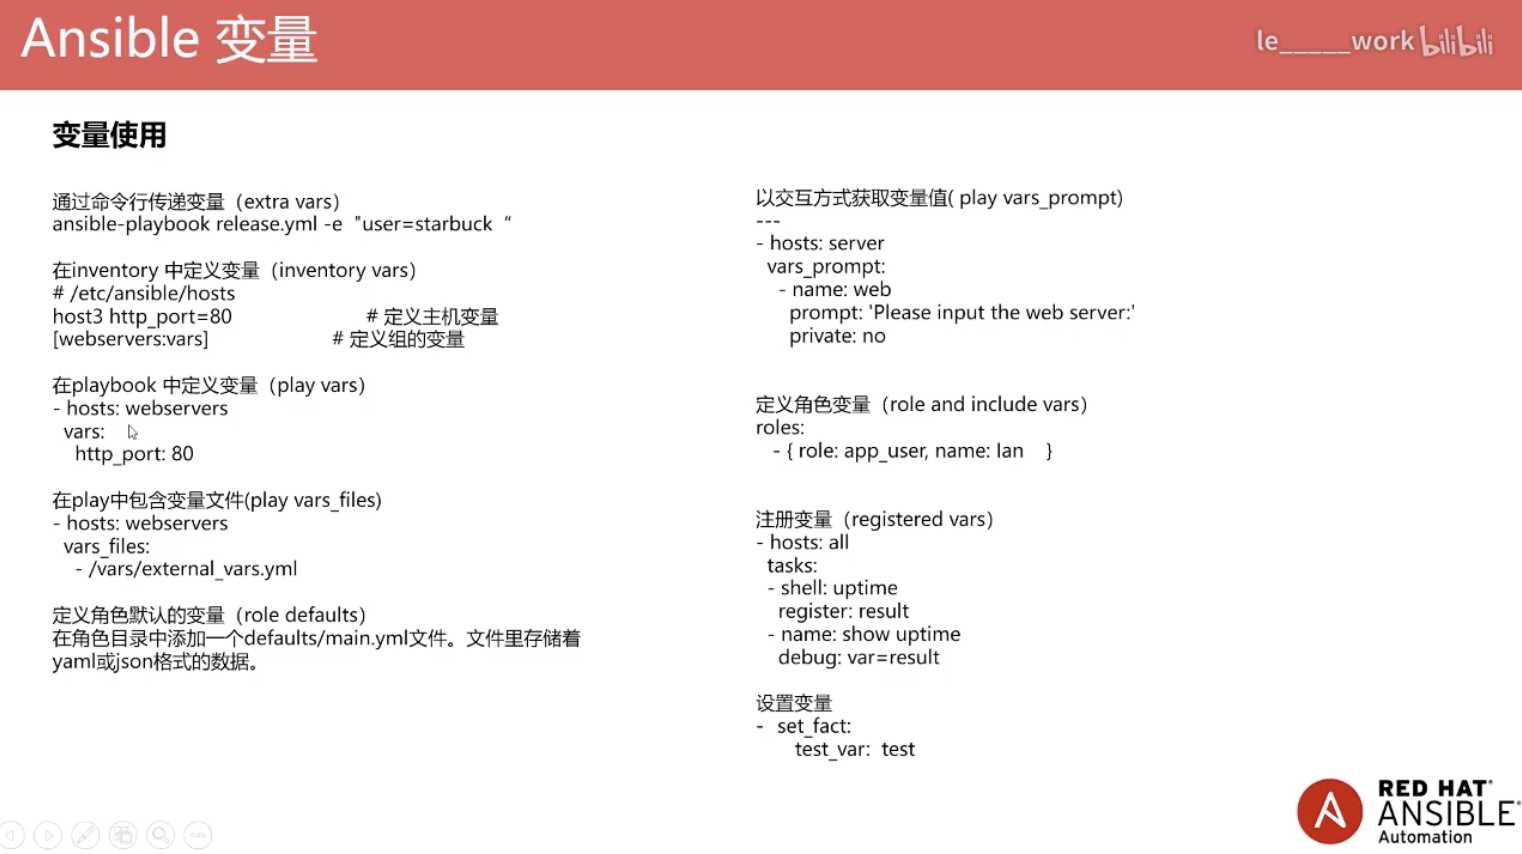 Ansible 变量
le_____work bilibili
变量使用
通过命令行传递变量（extra vars）
ansible-playbook release.yml -e "user=starbuck “
在inventory 中定义变量（inventory vars）
# /etc/ansible/hosts
host3 http_port=80 # 定义主机变量
[webservers:vars] # 定义组的变量
在playbook 中定义变量（play vars）
- hosts: webservers
vars:
http_port: 80
在play中包含变量文件(play vars_files)
- hosts: webservers
vars_files:
- /vars/external_vars.yml
定义角色默认的变量（role defaults）
在角色目录中添加一个defaults/main.yml文件。文件里存储着
yaml或json格式的数据。
以交互方式获取变量值( play vars_prompt)
---
- hosts: server
vars_prompt:
- name: web
prompt: 'Please input the web server:'
private: no
定义角色变量（role and include vars）
roles:
- { role: app_user, name: lan }
注册变量（registered vars）
- hosts: all
tasks:
- shell: uptime
register: result
- name: show uptime
debug: var=result
设置变量
- set_fact:
test_var: test
RED HAT
ANSIBLE
Automation